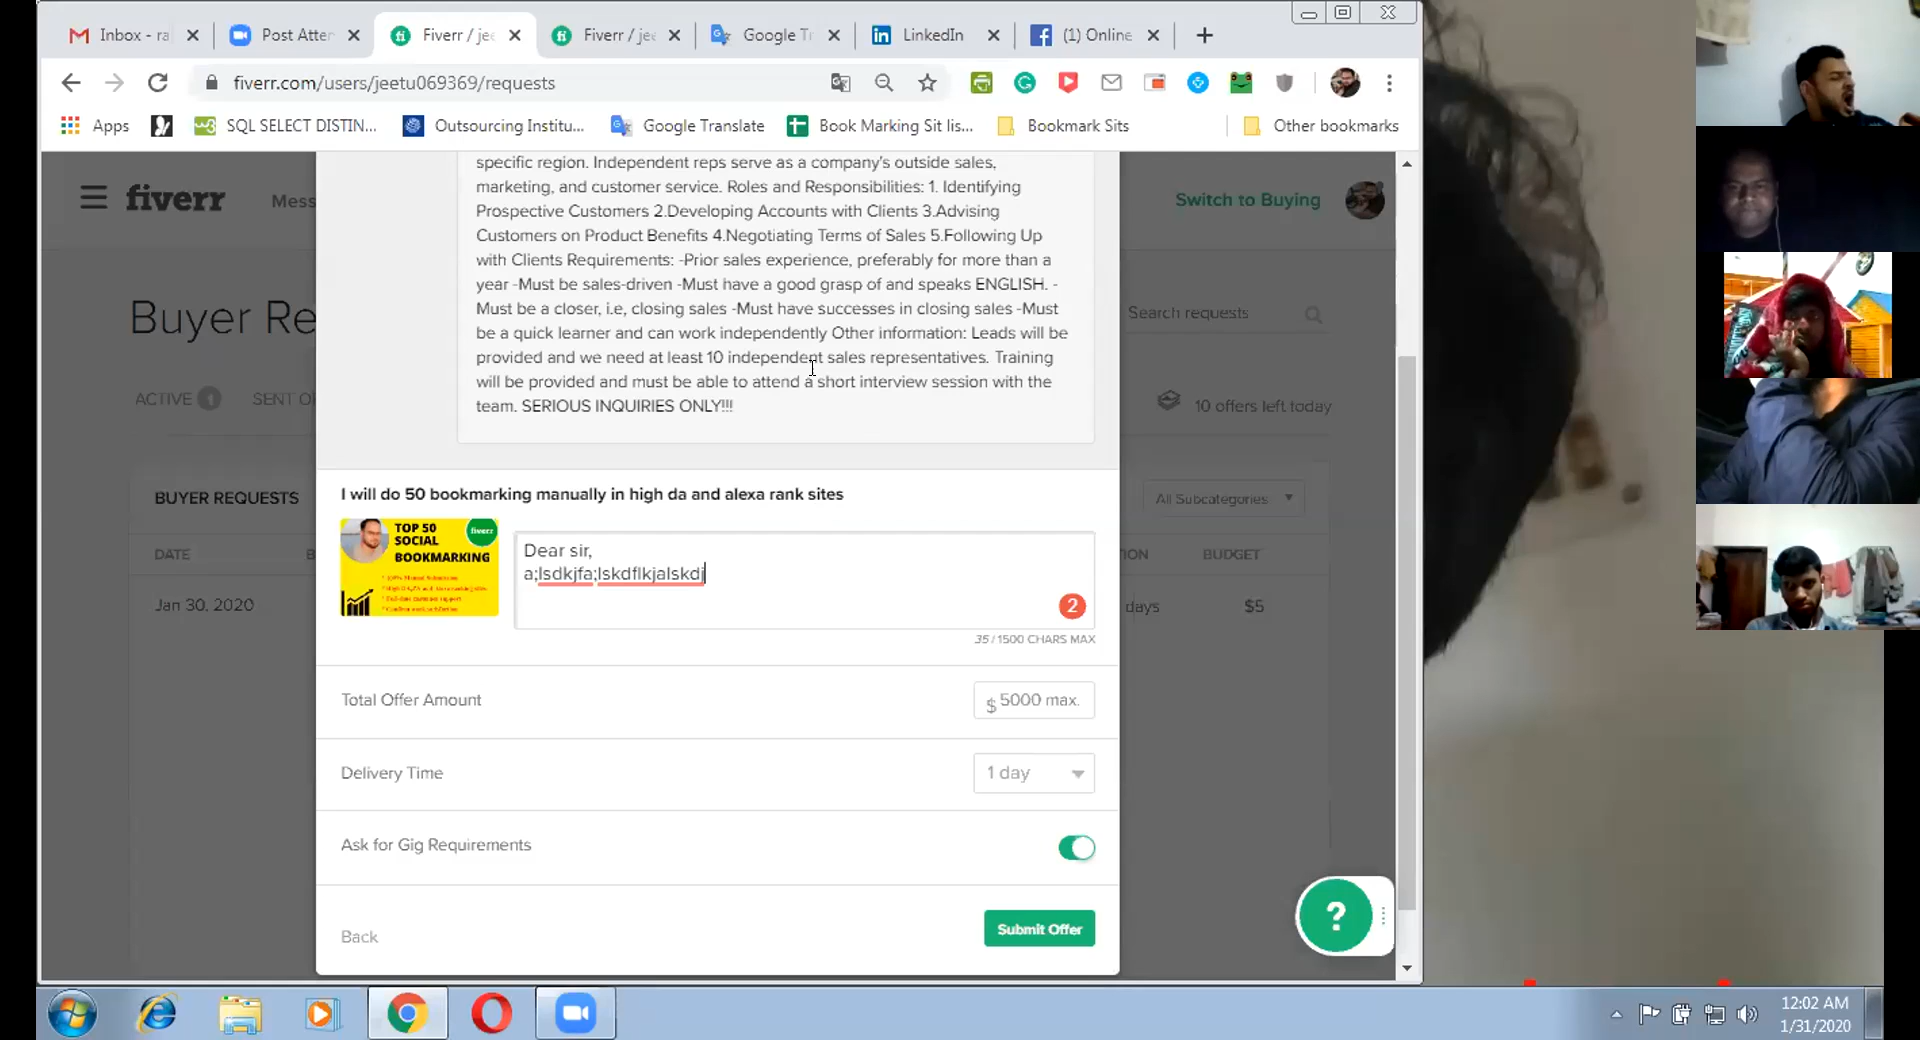 Inbox - ra
Post Atten
Fiverr / jee
Fiverr / jee
Google Tr
LinkedIn
(1) Online
fiverr.com/users/jeetu069369/requests
Apps
SQL SELECT DISTIN...
Outsourcing Institu...
Google Translate
Book Marking Sit lis...
Bookmark Sits
Other bookmarks
fiverr
Mess
Switch to Buying
specific region. Independent reps serve as a company's outside sales,
marketing, and customer service. Roles and Responsibilities: 1. Identifying
Prospective Customers 2.Developing Accounts with Clients 3.Advising
Customers on Product Benefits 4.Negotiating Terms of Sales 5.Following Up
with Clients Requirements: -Prior sales experience, preferably for more than a
year -Must be sales-driven -Must have a good grasp of and speaks ENGLISH. -
Must be a closer, i.e, closing sales -Must have successes in closing sales -Must
be a quick learner and can work independently Other information: Leads will be
provided and we need at least 10 independent sales representatives. Training
will be provided and must be able to attend a short interview session with the
team. SERIOUS INQUIRIES ONLY!!!
Buyer Re
Search requests
ACTIVE 1
SENT O
10 offers left today
BUYER REQUESTS
All Subcategories
DATE
B
ION
BUDGET
Jan 30, 2020
days
$5
I will do 50 bookmarking manually in high da and alexa rank sites
TOP 50
SOCIAL
BOOKMARKING
fiverr
Dear sir,
a;lsdkjfa;lskdflkjalskdj
2
35 / 1500 CHARS MAX
Total Offer Amount
$ 5000 max.
Delivery Time
1 day
Ask for Gig Requirements
Back
Submit Offer
?
12:02 AM
1/31/2020